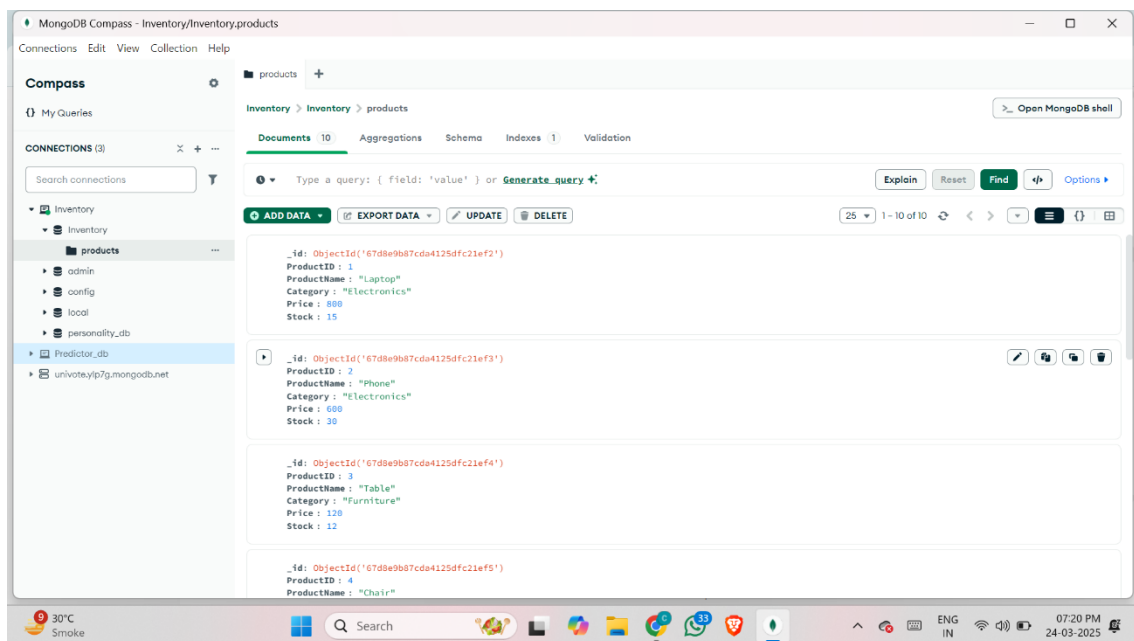 MongoDB Compass - Inventory/Inventory.products
Connections Edit View Collection Help
Compass
{} My Queries
CONNECTIONS (3)
Search connections
Inventory
Inventory
products
admin
config
local
personality_db
Predictor_db
univote.ylp7g.mongodb.net
products +
Inventory > Inventory > products
>_ Open MongoDB shell
Documents 10 Aggregations Schema Indexes 1 Validation
Type a query: { field: 'value' } or Generate query
Explain Reset Find </> Options
ADD DATA EXPORT DATA UPDATE DELETE
25 1 – 10 of 10 {}
_id: ObjectId('67d8e9b87cda4125dfc21ef2')
ProductID : 1
ProductName : "Laptop"
Category : "Electronics"
Price : 800
Stock : 15
_id: ObjectId('67d8e9b87cda4125dfc21ef3')
ProductID : 2
ProductName : "Phone"
Category : "Electronics"
Price : 600
Stock : 30
_id: ObjectId('67d8e9b87cda4125dfc21ef4')
ProductID : 3
ProductName : "Table"
Category : "Furniture"
Price : 120
Stock : 12
_id: ObjectId('67d8e9b87cda4125dfc21ef5')
ProductID : 4
ProductName : "Chair"
9
30°C
Smoke
Search
C
33
ENG
IN
07:20 PM
24-03-2025